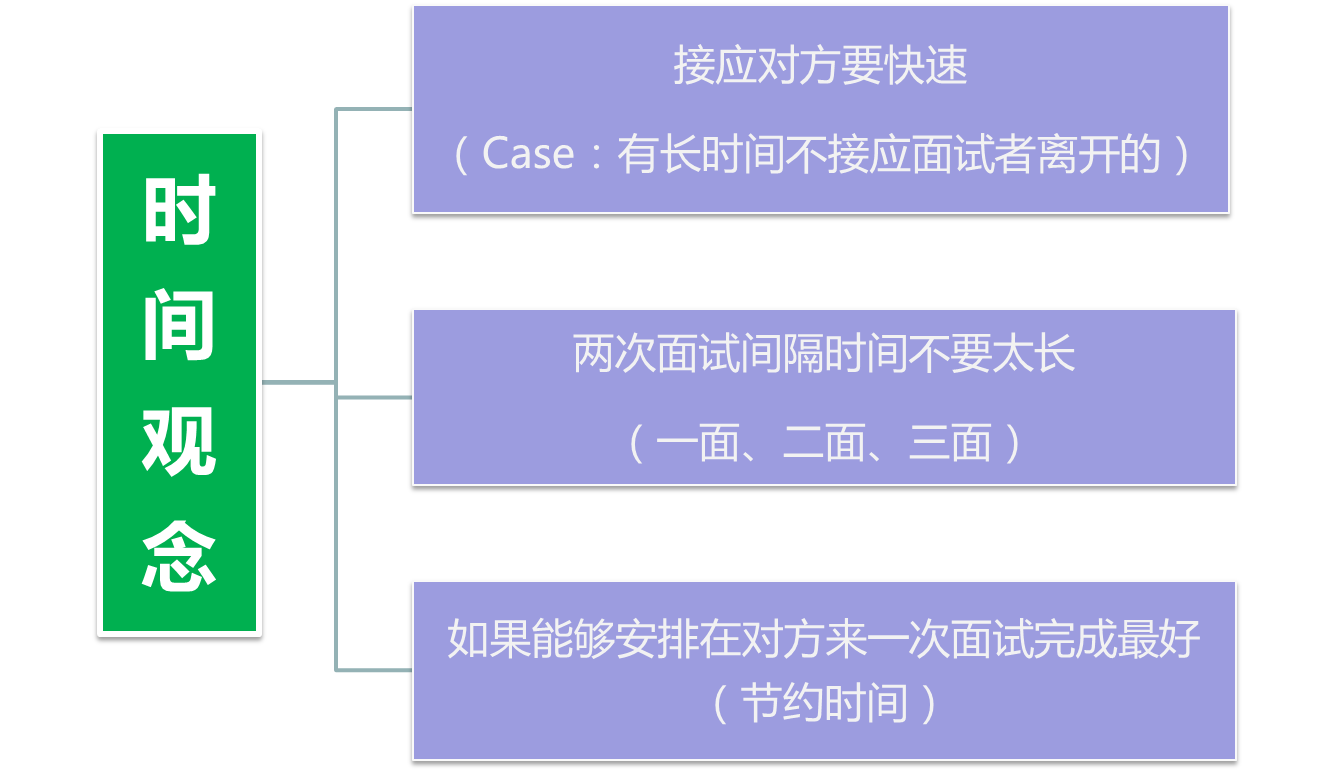 时间观念
接应对方要快速
（Case：有长时间不接应面试者离开的）
两次面试间隔时间不要太长
（一面、二面、三面）
如果能够安排在对方来一次面试完成最好
（节约时间）